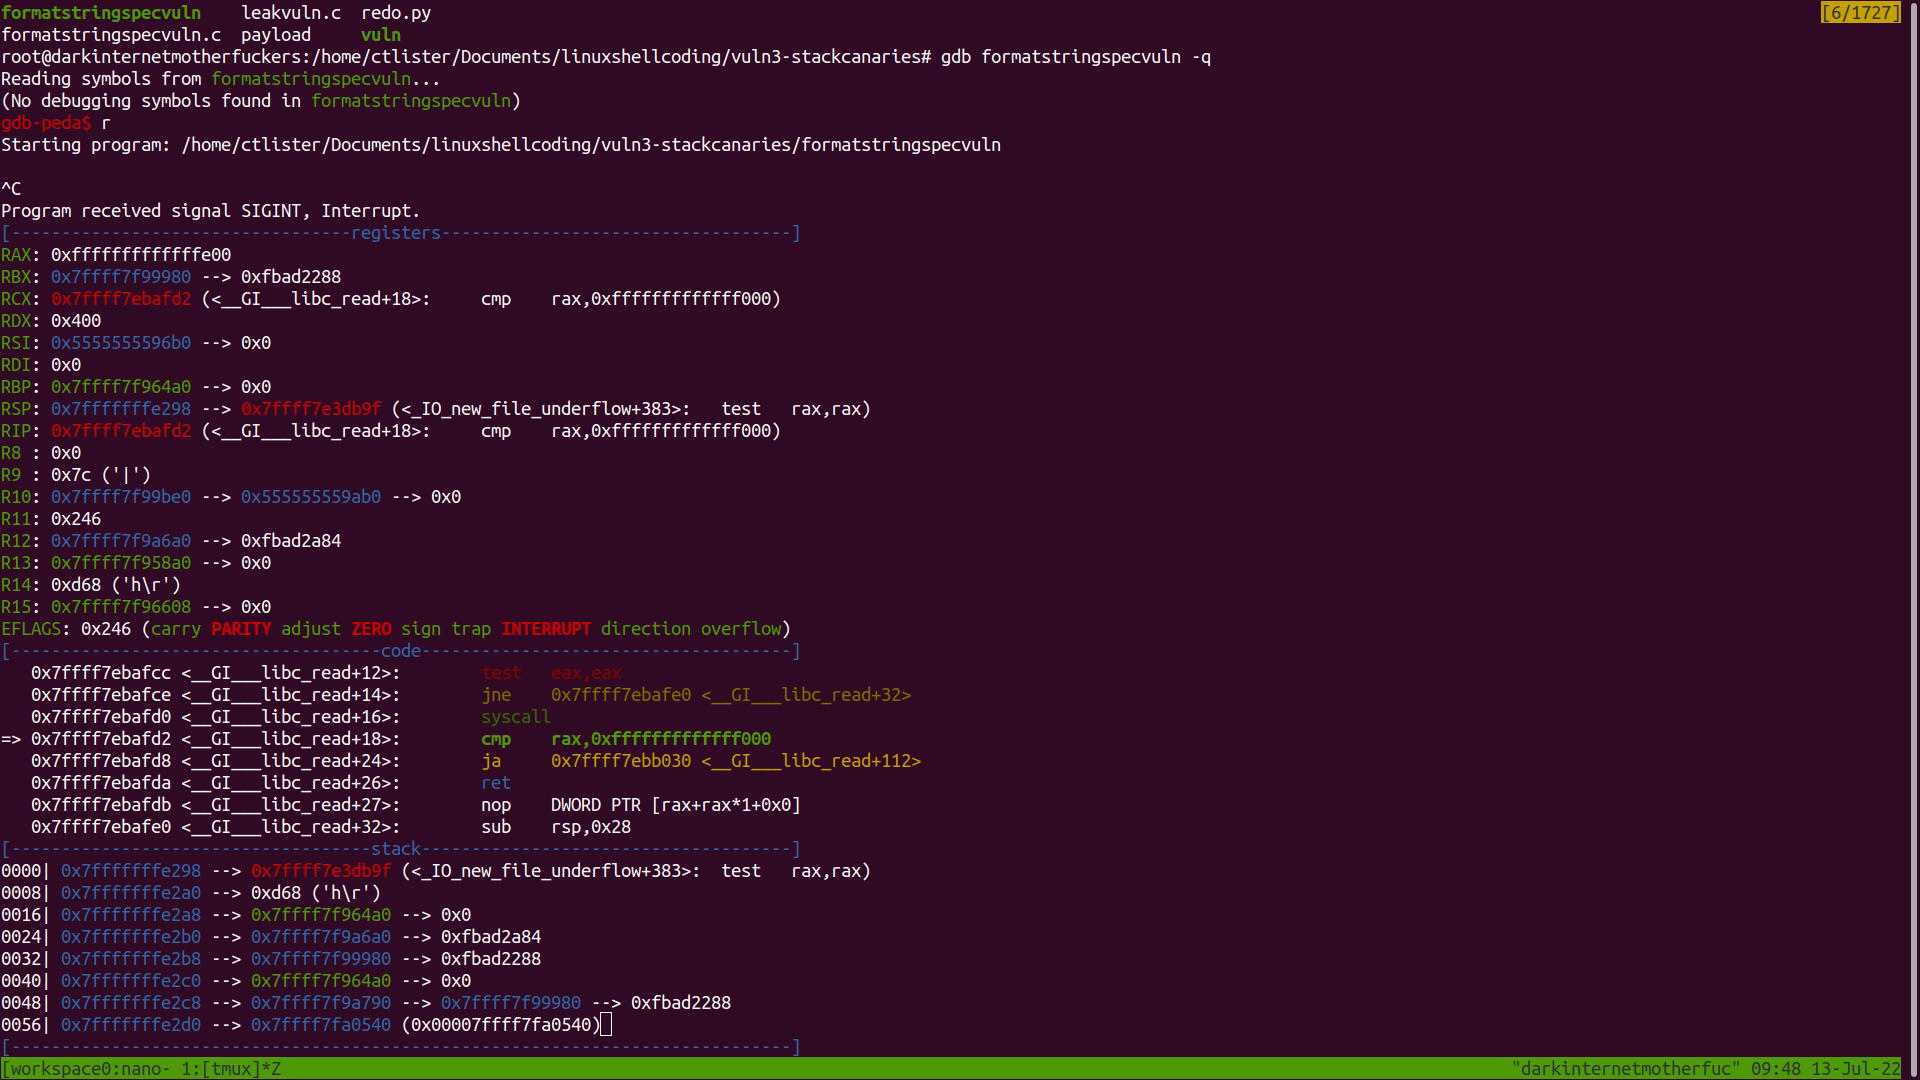 formatstringspecvuln    leakvuln.c  redo.py [6/1727]
formatstringspecvuln.c  payload     vuln
root@darkinternetmotherfuckers:/home/ctlister/Documents/linuxshellcoding/vuln3-stackcanaries# gdb formatstringspecvuln -q
Reading symbols from formatstringspecvuln...
(No debugging symbols found in formatstringspecvuln)
gdb-peda$ r
Starting program: /home/ctlister/Documents/linuxshellcoding/vuln3-stackcanaries/formatstringspecvuln
^C
Program received signal SIGINT, Interrupt.
[----------------------------------registers-----------------------------------]
RAX: 0xfffffffffffffe00
RBX: 0x7ffff7f99980 --> 0xfbad2288
RCX: 0x7ffff7ebafd2 (<__GI___libc_read+18>:     cmp    rax,0xfffffffffffff000)
RDX: 0x400
RSI: 0x5555555596b0 --> 0x0
RDI: 0x0
RBP: 0x7ffff7f964a0 --> 0x0
RSP: 0x7fffffffe298 --> 0x7ffff7e3db9f (<_IO_new_file_underflow+383>:   test   rax,rax)
RIP: 0x7ffff7ebafd2 (<__GI___libc_read+18>:     cmp    rax,0xfffffffffffff000)
R8 : 0x0
R9 : 0x7c ('|')
R10: 0x7ffff7f99be0 --> 0x555555559ab0 --> 0x0
R11: 0x246
R12: 0x7ffff7f9a6a0 --> 0xfbad2a84
R13: 0x7ffff7f958a0 --> 0x0
R14: 0xd68 ('h\r')
R15: 0x7ffff7f96608 --> 0x0
EFLAGS: 0x246 (carry PARITY adjust ZERO sign trap INTERRUPT direction overflow)
[-------------------------------------code-------------------------------------]
   0x7ffff7ebafcc <__GI___libc_read+12>:        test   eax,eax
   0x7ffff7ebafce <__GI___libc_read+14>:        jne    0x7ffff7ebafe0 <__GI___libc_read+32>
   0x7ffff7ebafd0 <__GI___libc_read+16>:        syscall
=> 0x7ffff7ebafd2 <__GI___libc_read+18>:        cmp    rax,0xfffffffffffff000
   0x7ffff7ebafd8 <__GI___libc_read+24>:        ja     0x7ffff7ebb030 <__GI___libc_read+112>
   0x7ffff7ebafda <__GI___libc_read+26>:        ret
   0x7ffff7ebafdb <__GI___libc_read+27>:        nop    DWORD PTR [rax+rax*1+0x0]
   0x7ffff7ebafe0 <__GI___libc_read+32>:        sub    rsp,0x28
[------------------------------------stack-------------------------------------]
0000| 0x7fffffffe298 --> 0x7ffff7e3db9f (<_IO_new_file_underflow+383>:  test   rax,rax)
0008| 0x7fffffffe2a0 --> 0xd68 ('h\r')
0016| 0x7fffffffe2a8 --> 0x7ffff7f964a0 --> 0x0
0024| 0x7fffffffe2b0 --> 0x7ffff7f9a6a0 --> 0xfbad2a84
0032| 0x7fffffffe2b8 --> 0x7ffff7f99980 --> 0xfbad2288
0040| 0x7fffffffe2c0 --> 0x7ffff7f964a0 --> 0x0
0048| 0x7fffffffe2c8 --> 0x7ffff7f9a790 --> 0x7ffff7f99980 --> 0xfbad2288
0056| 0x7fffffffe2d0 --> 0x7ffff7fa0540 (0x00007ffff7fa0540)
[------------------------------------------------------------------------------]
[workspace0:nano- 1:[tmux]*Z "darkinternetmotherfuc" 09:48 13-Jul-22